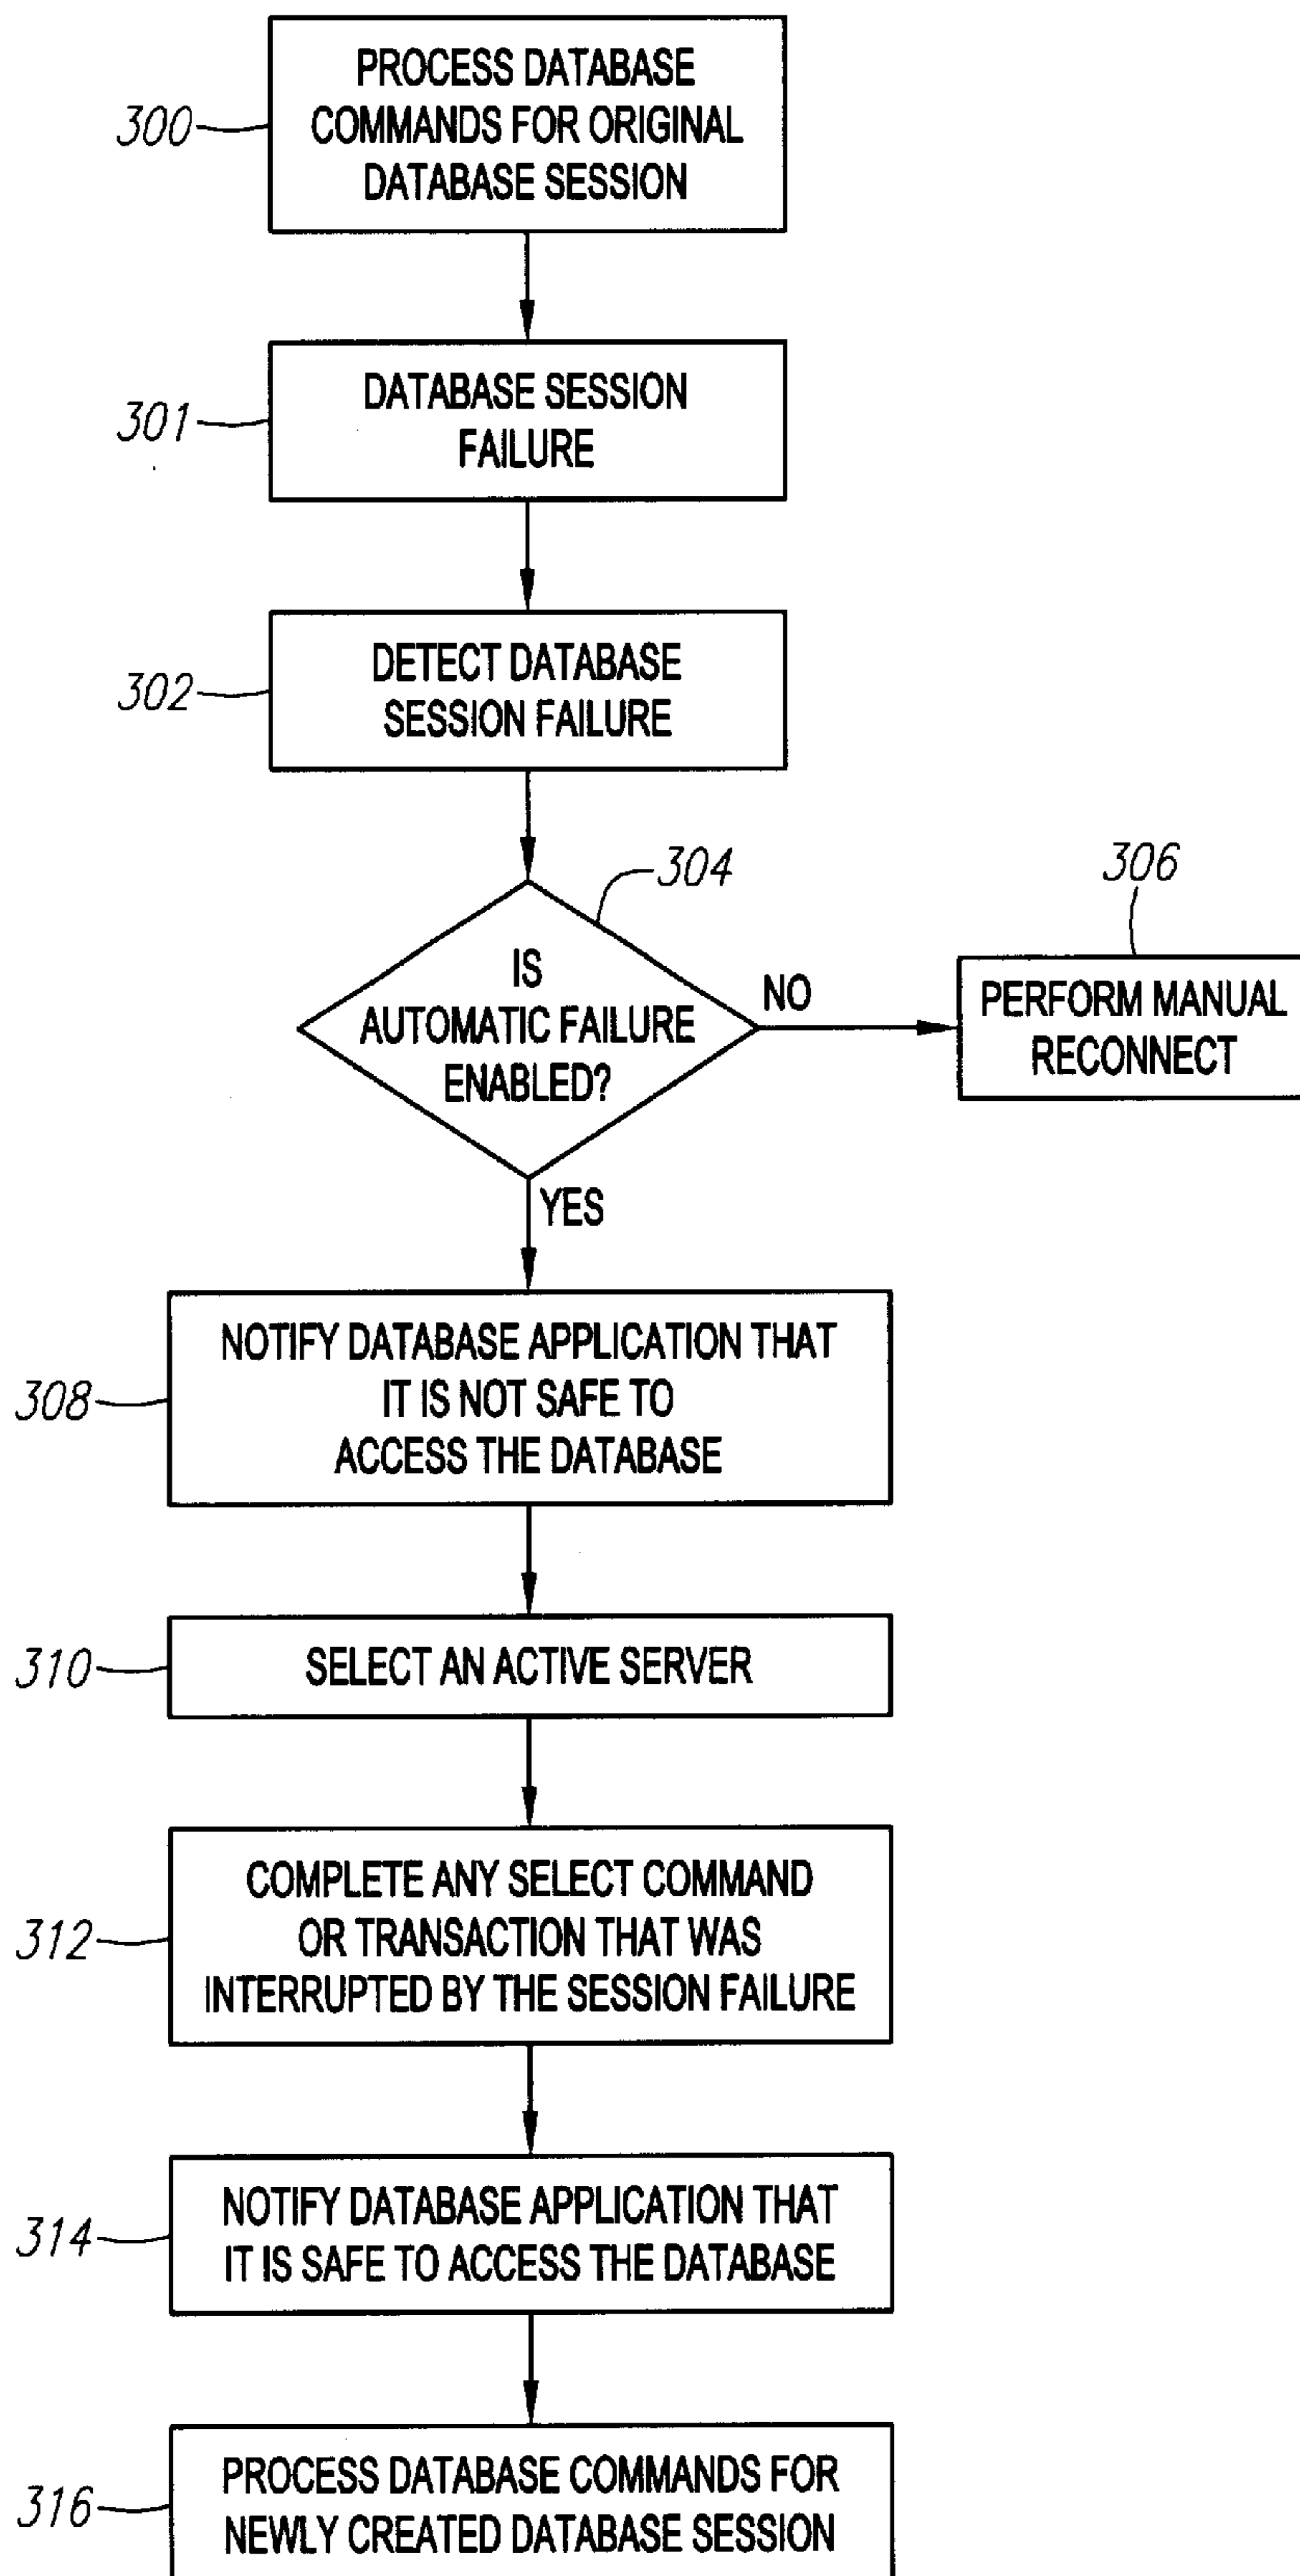 300
PROCESS DATABASE
COMMANDS FOR ORIGINAL
DATABASE SESSION
301
DATABASE SESSION
FAILURE
302
DETECT DATABASE
SESSION FAILURE
304
IS
AUTOMATIC FAILURE
ENABLED?
NO
306
PERFORM MANUAL
RECONNECT
YES
308
NOTIFY DATABASE APPLICATION THAT
IT IS NOT SAFE TO
ACCESS THE DATABASE
310
SELECT AN ACTIVE SERVER
312
COMPLETE ANY SELECT COMMAND
OR TRANSACTION THAT WAS
INTERRUPTED BY THE SESSION FAILURE
314
NOTIFY DATABASE APPLICATION THAT
IT IS SAFE TO ACCESS THE DATABASE
316
PROCESS DATABASE COMMANDS FOR
NEWLY CREATED DATABASE SESSION